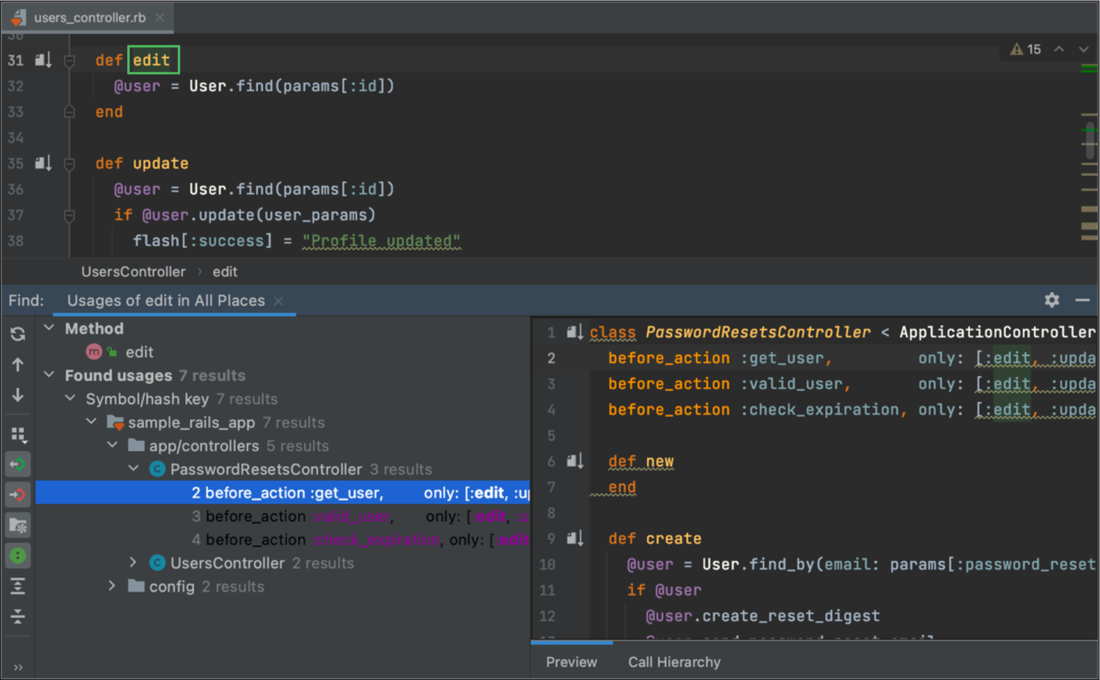 users_controller.rb
30
31 def edit
15
32 @user = User.find(params[:id])
33 end
34
35 def update
36 @user = User.find(params[:id])
37 if @user.update(user_params)
38 flash[:success] = "Profile updated"
UsersController › edit
Find: Usages of edit in All Places
Method
m edit
Found usages 7 results
Symbol/hash key 7 results
sample_rails_app 7 results
app/controllers 5 results
C PasswordResetsController 3 results
2 before_action :get_user, only: [:edit, :up
3 before_action :valid_user, only: [:edit, :u
4 before_action :check_expiration, only: [:edit
C UsersController 2 results
config 2 results
1 class PasswordResetsController < ApplicationController
2 before_action :get_user, only: [:edit, :upda
3 before_action :valid_user, only: [:edit, :upda
4 before_action :check_expiration, only: [:edit, :upda
5
6 def new
7 end
8
9 def create
10 @user = User.find_by(email: params[:password_reset
11 if @user
12 @user.create_reset_digest
@user.send_password_reset_email
Preview Call Hierarchy